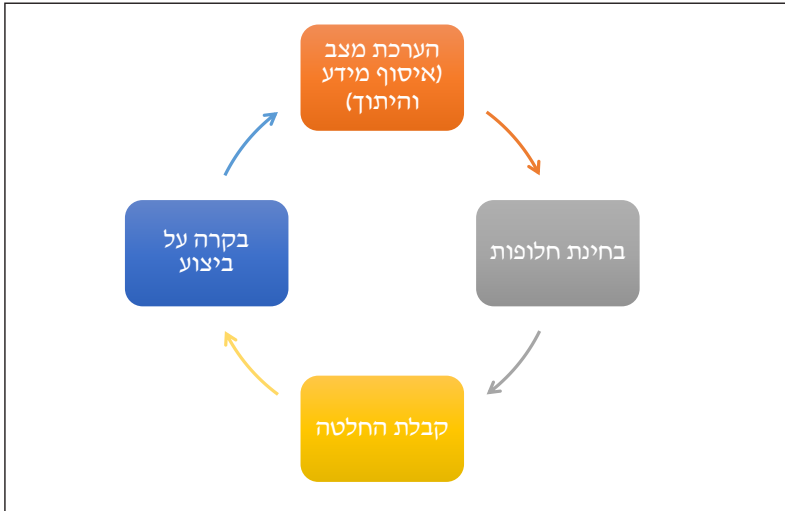 הערכת מצב
(איסוף מידע
והיתוך)
בחינת חלופות
קבלת החלטה
בקרה על
ביצוע